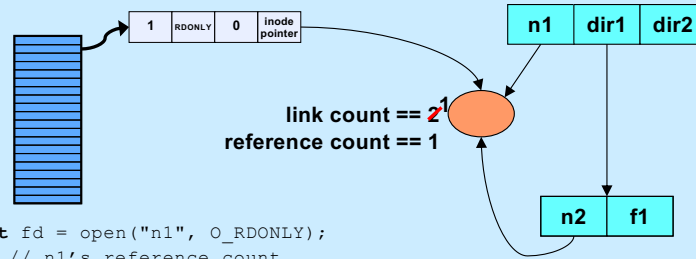 1 RDONLY 0 inode pointer
n1 dir1 dir2
link count == 2 1
reference count == 1
n2 f1
t fd = open("n1", O_RDONLY);
// n1's reference count